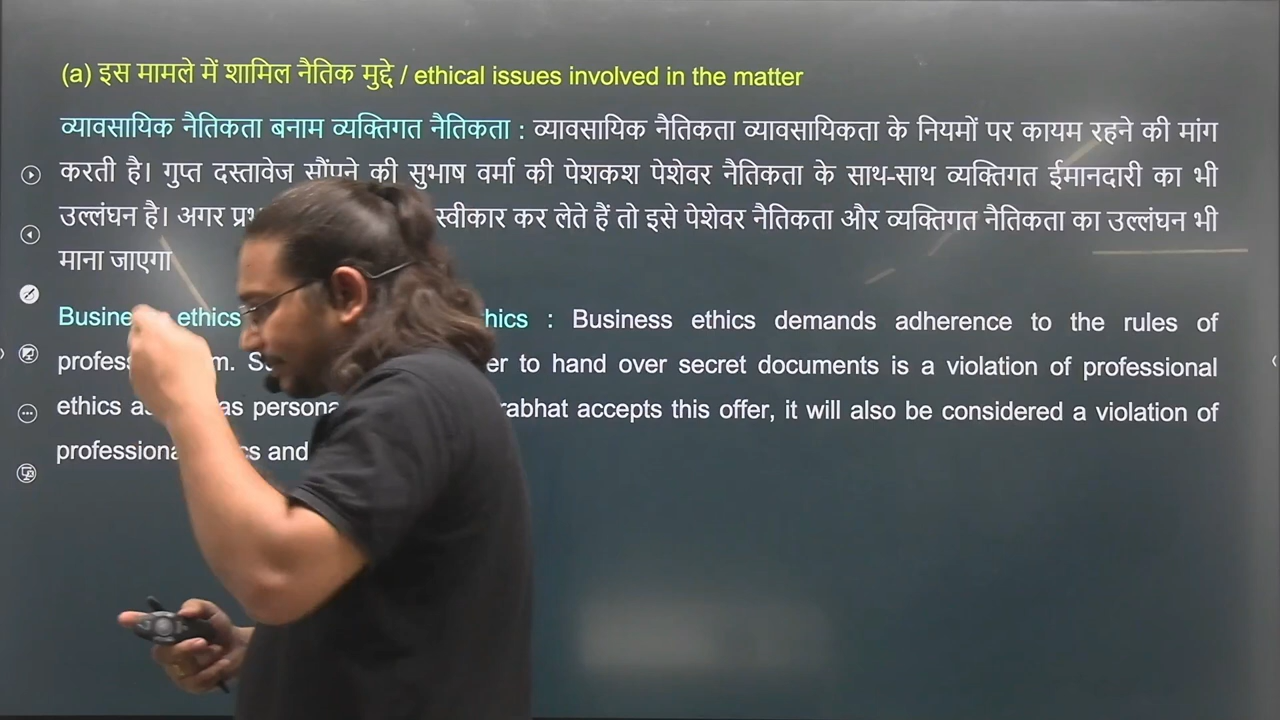 (a) इस मामले में शामिल नैतिक मुद्दे / ethical issues involved in the matter
व्यावसायिक नैतिकता बनाम व्यक्तिगत नैतिकता : व्यावसायिक नैतिकता व्यावसायिकता के नियमों पर कायम रहने की मांग
करती है। गुप्त दस्तावेज सौंपने की सुभाष वर्मा की पेशकश पेशेवर नैतिकता के साथ-साथ व्यक्तिगत ईमानदारी का भी
उल्लंघन है। अगर स्वीकार कर लेते हैं तो इसे पेशेवर नैतिकता और व्यक्तिगत नैतिकता का उल्लंघन भी
माना जाएगा
ethics : Business ethics demands adherence to the rules of
to hand over secret documents is a violation of professional
ethics accepts this offer, it will also be considered a violation of
and